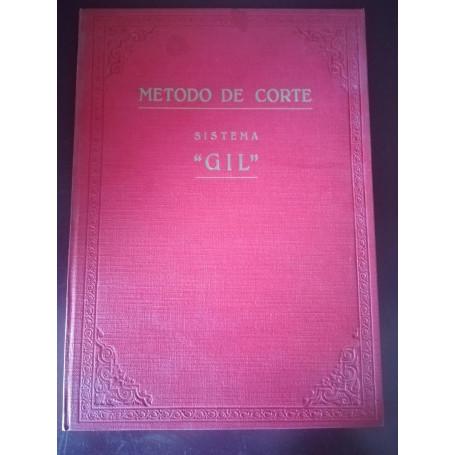 METODO DE CORTE
SISTEMA
"GIL"